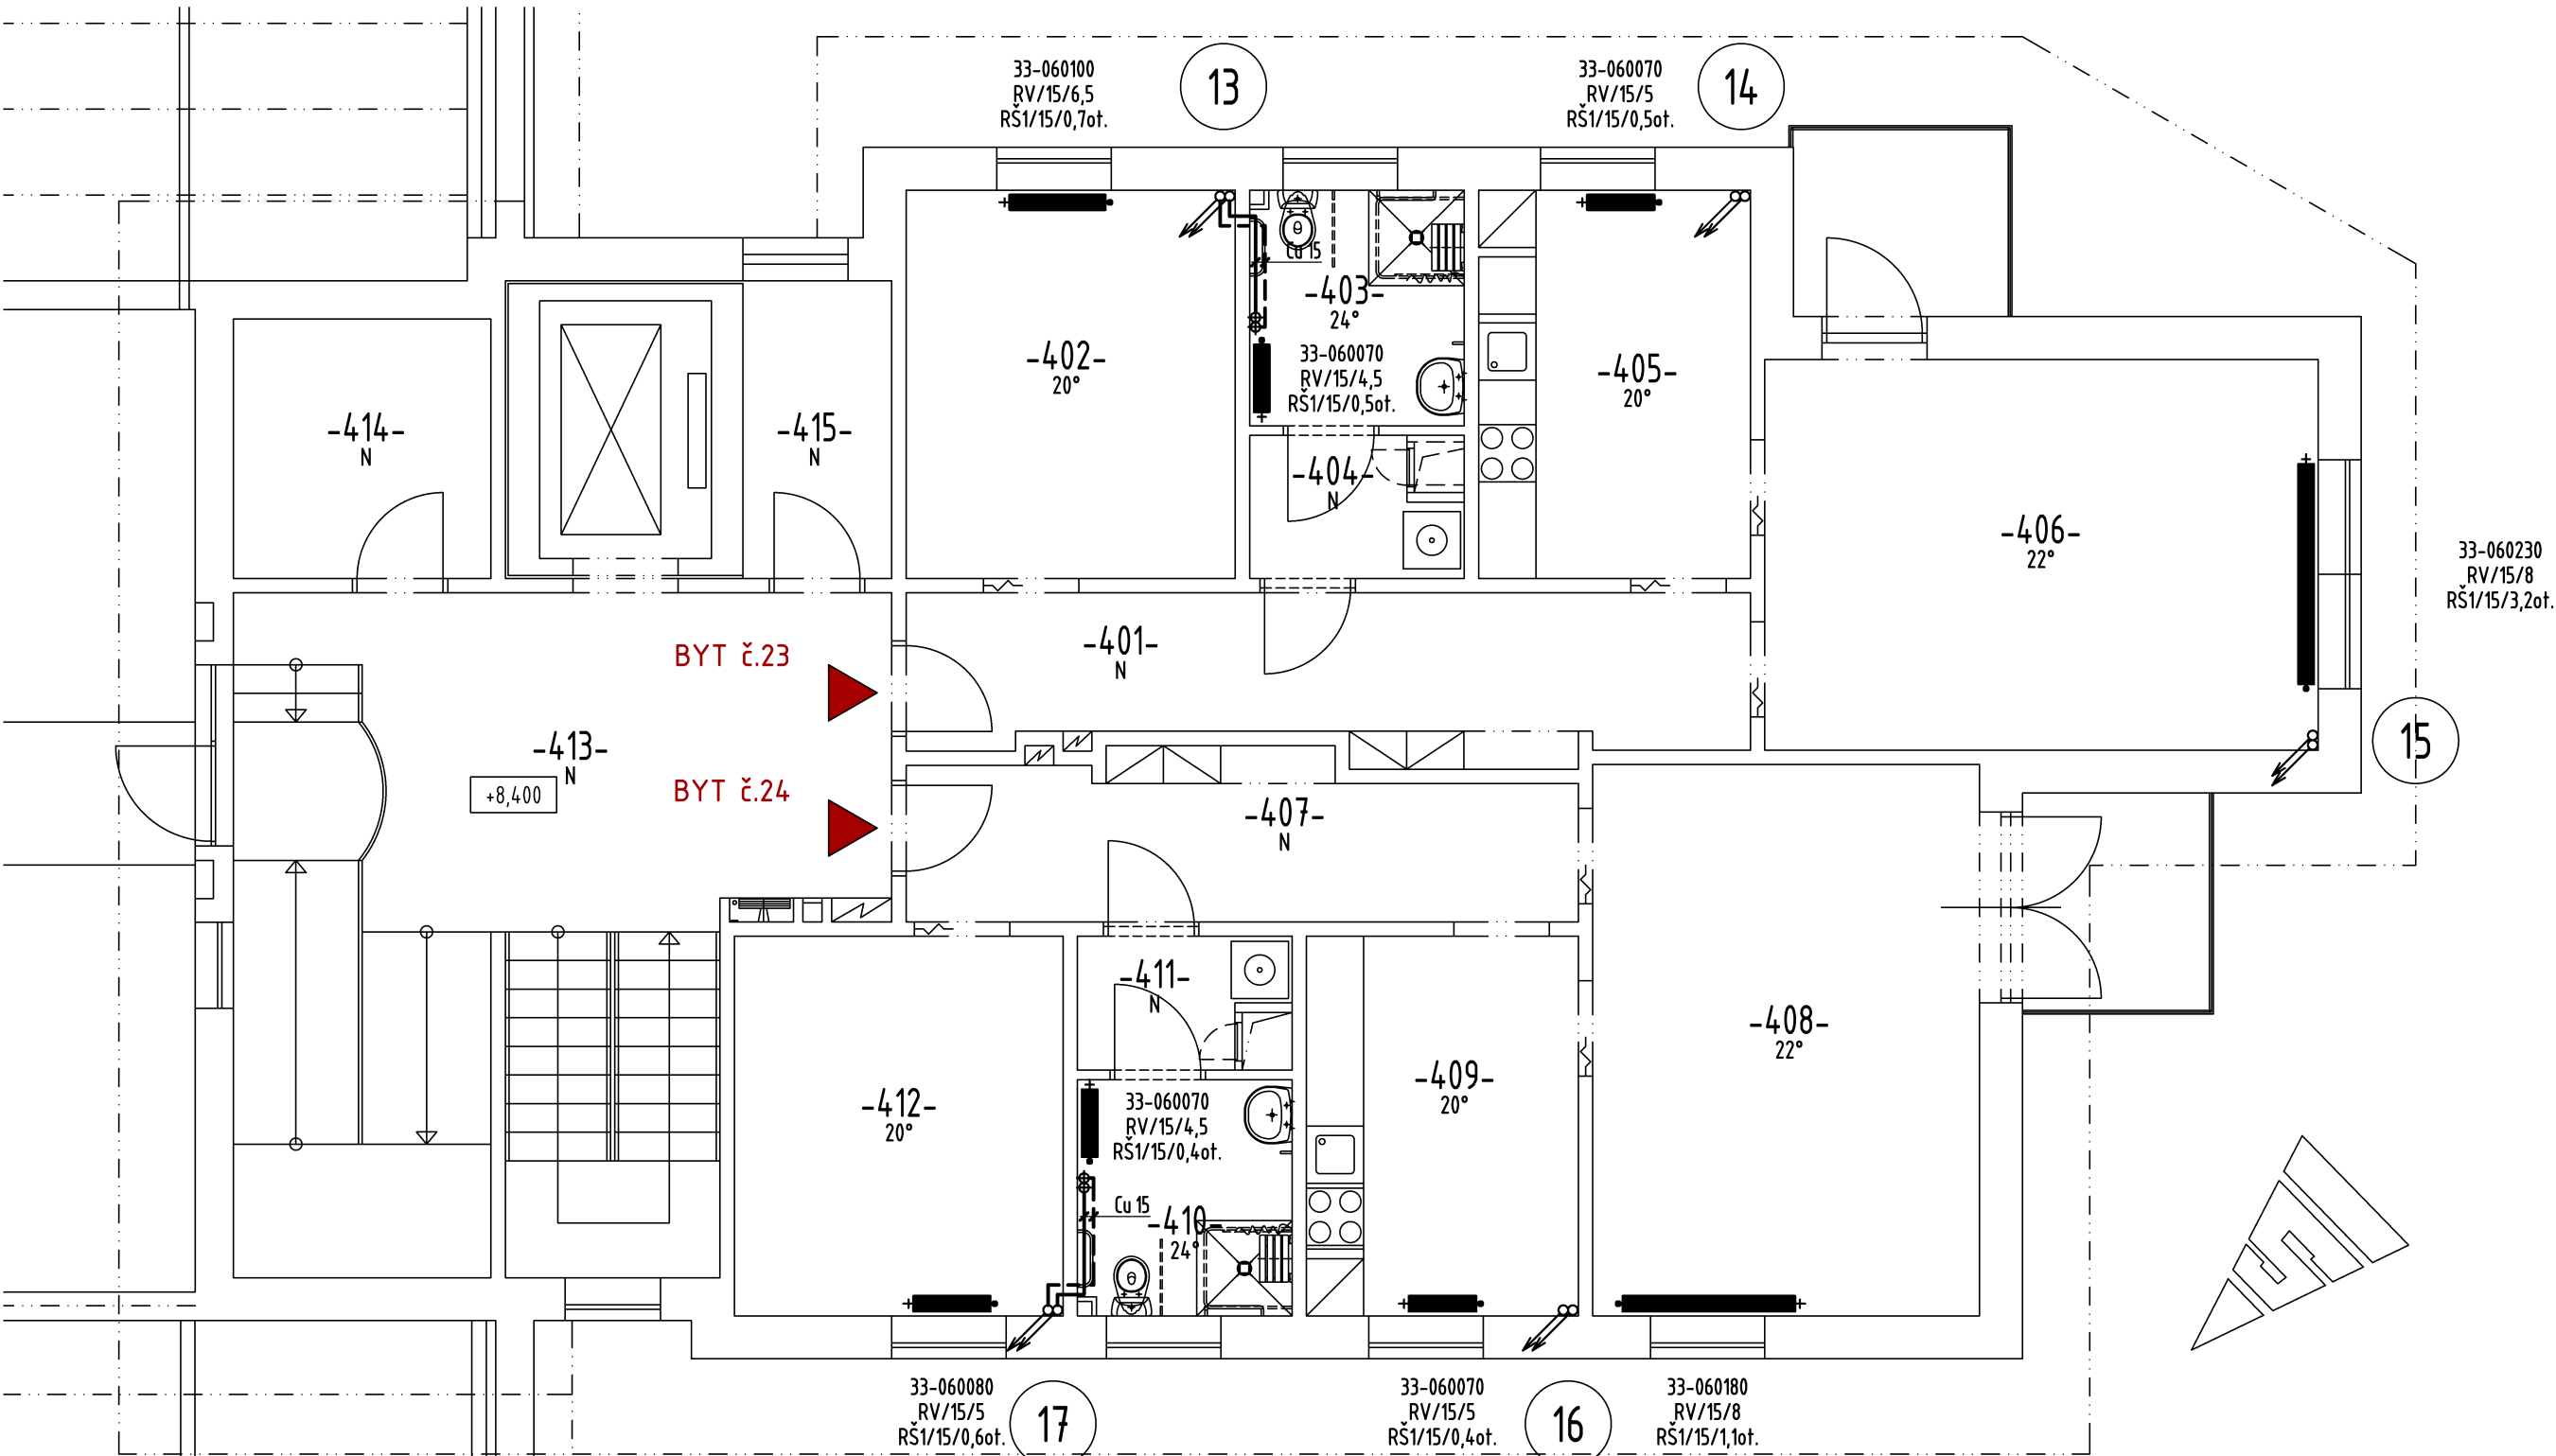 33-060100
RV/15/6,5
RŠ1/15/0,7ot.
13
33-060070
RV/15/5
RŠ1/15/0,5ot.
14
Cu 15
-403-
24°
33-060070
RV/15/4,5
RŠ1/15/0,5ot.
-402-
20°
-405-
20°
-414-
N
-415-
N
-404-
N
-406-
22°
33-060230
RV/15/8
RŠ1/15/3,2ot.
BYT č.23
-401-
N
-413-
N
+8,400
15
BYT č.24
-407-
N
-411-
N
-408-
22°
-412-
20°
33-060070
RV/15/4,5
RŠ1/15/0,4ot.
-409-
20°
Cu 15
-410-
24°
33-060080
RV/15/5
RŠ1/15/0,6ot.
17
33-060070
RV/15/5
RŠ1/15/0,4ot.
16
33-060180
RV/15/8
RŠ1/15/1,1ot.